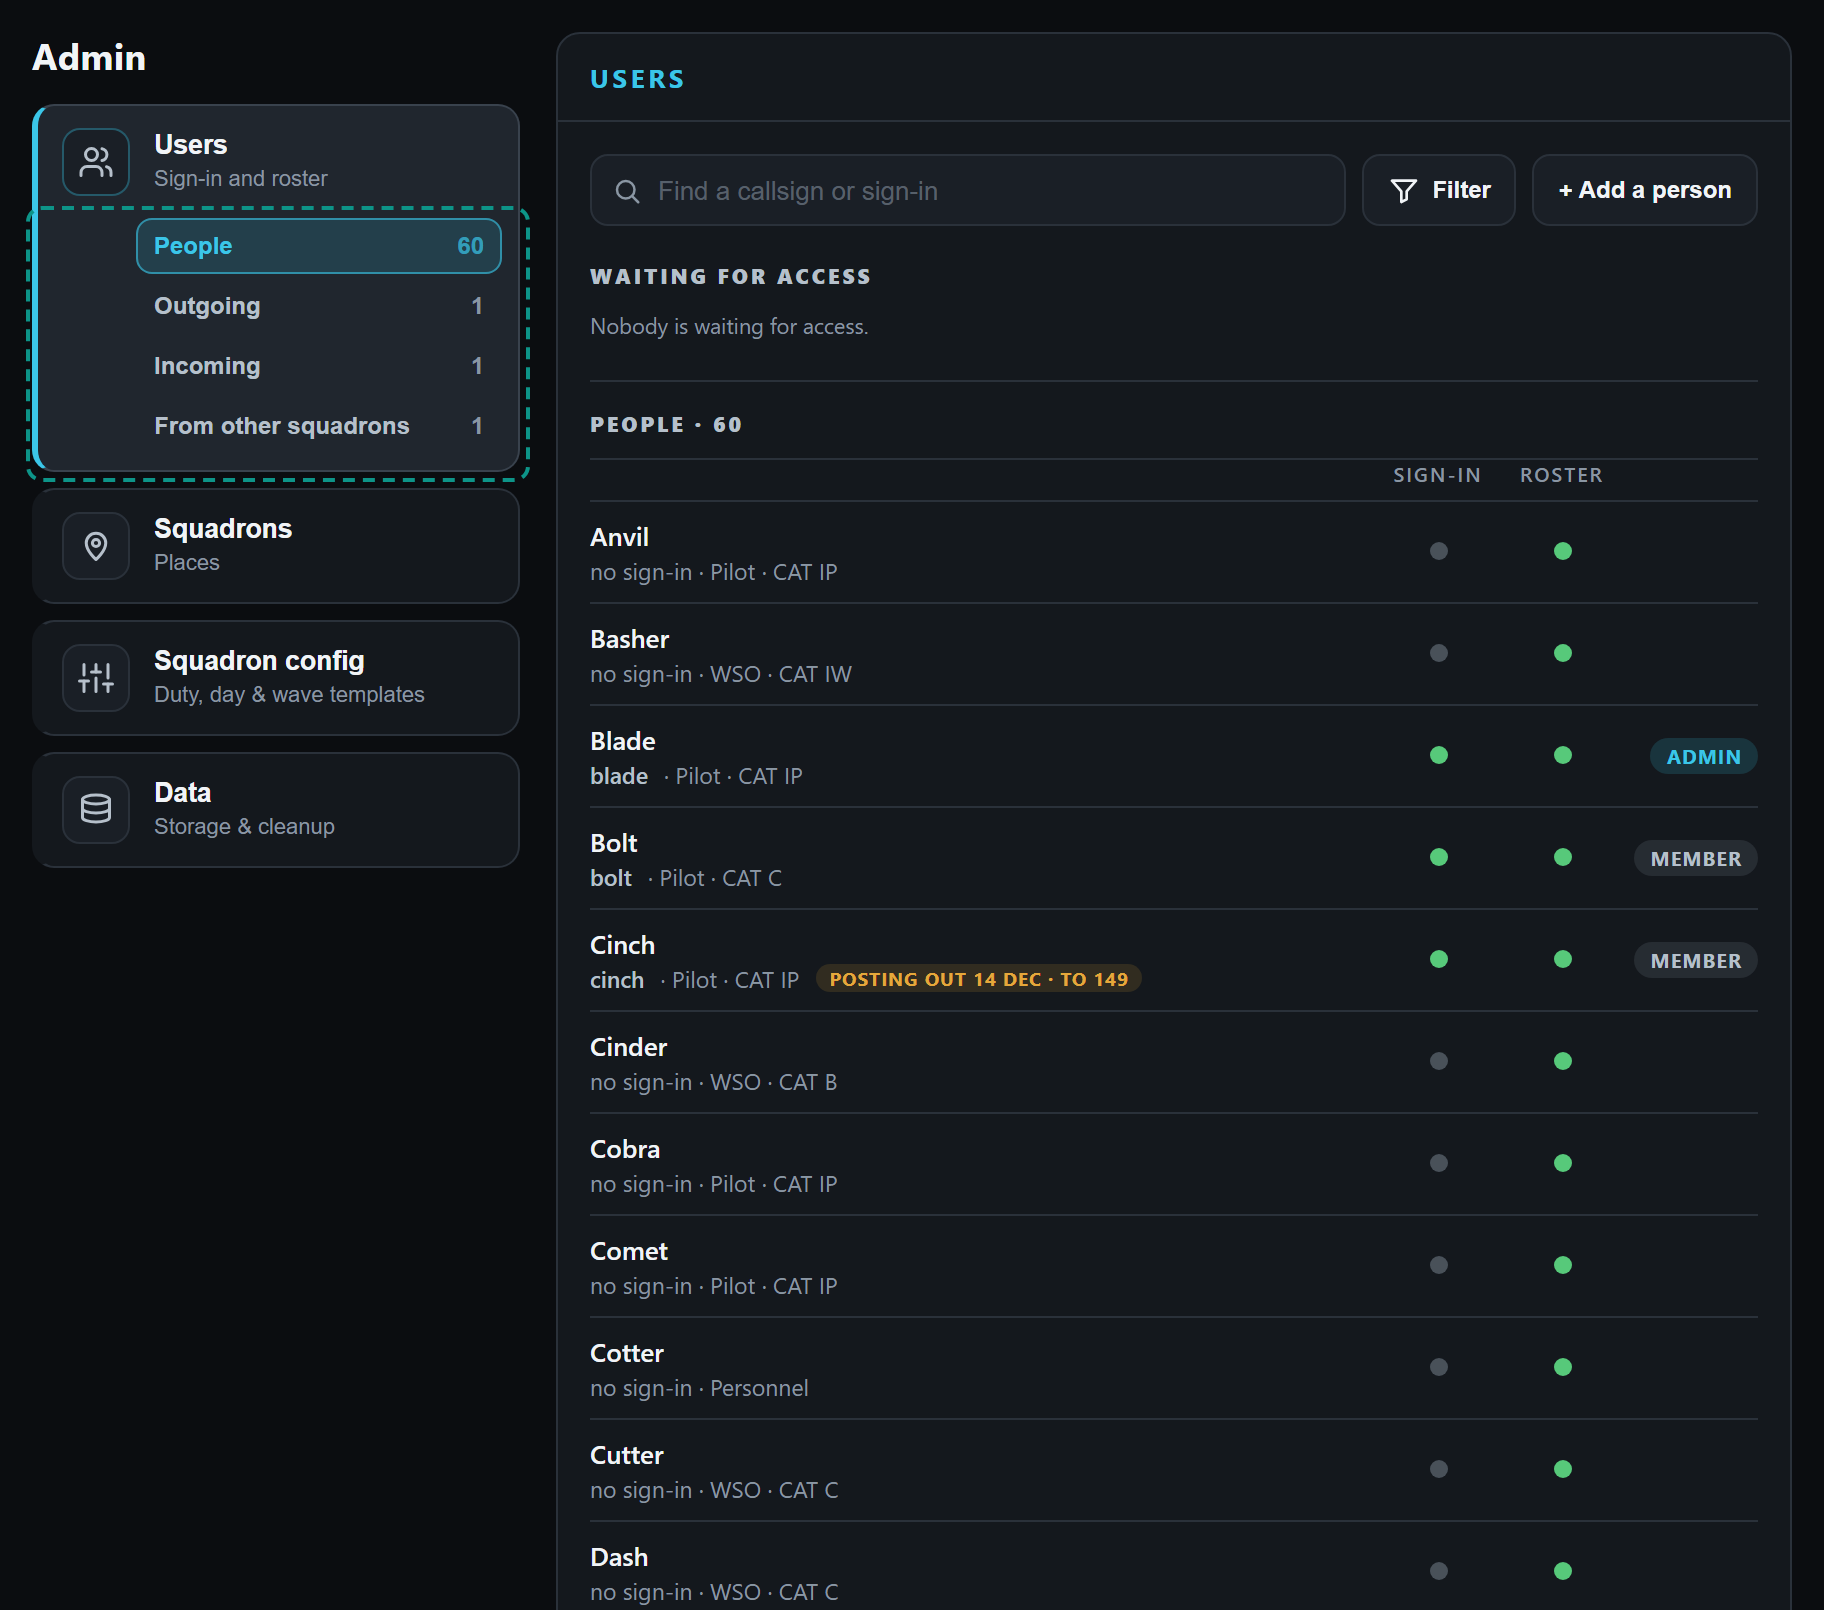 Admin
Users
Sign-in and roster
People 60
Outgoing 1
Incoming 1
From other squadrons 1
Squadrons
Places
Squadron config
Duty, day & wave templates
Data
Storage & cleanup
USERS
Find a callsign or sign-in
Filter
+ Add a person
WAITING FOR ACCESS
Nobody is waiting for access.
PEOPLE · 60
SIGN-IN ROSTER
Anvil
no sign-in · Pilot · CAT IP
Basher
no sign-in · WSO · CAT IW
Blade
blade · Pilot · CAT IP
ADMIN
Bolt
bolt · Pilot · CAT C
MEMBER
Cinch
cinch · Pilot · CAT IP POSTING OUT 14 DEC · TO 149
MEMBER
Cinder
no sign-in · WSO · CAT B
Cobra
no sign-in · Pilot · CAT IP
Comet
no sign-in · Pilot · CAT IP
Cotter
no sign-in · Personnel
Cutter
no sign-in · WSO · CAT C
Dash
no sign-in · WSO · CAT C